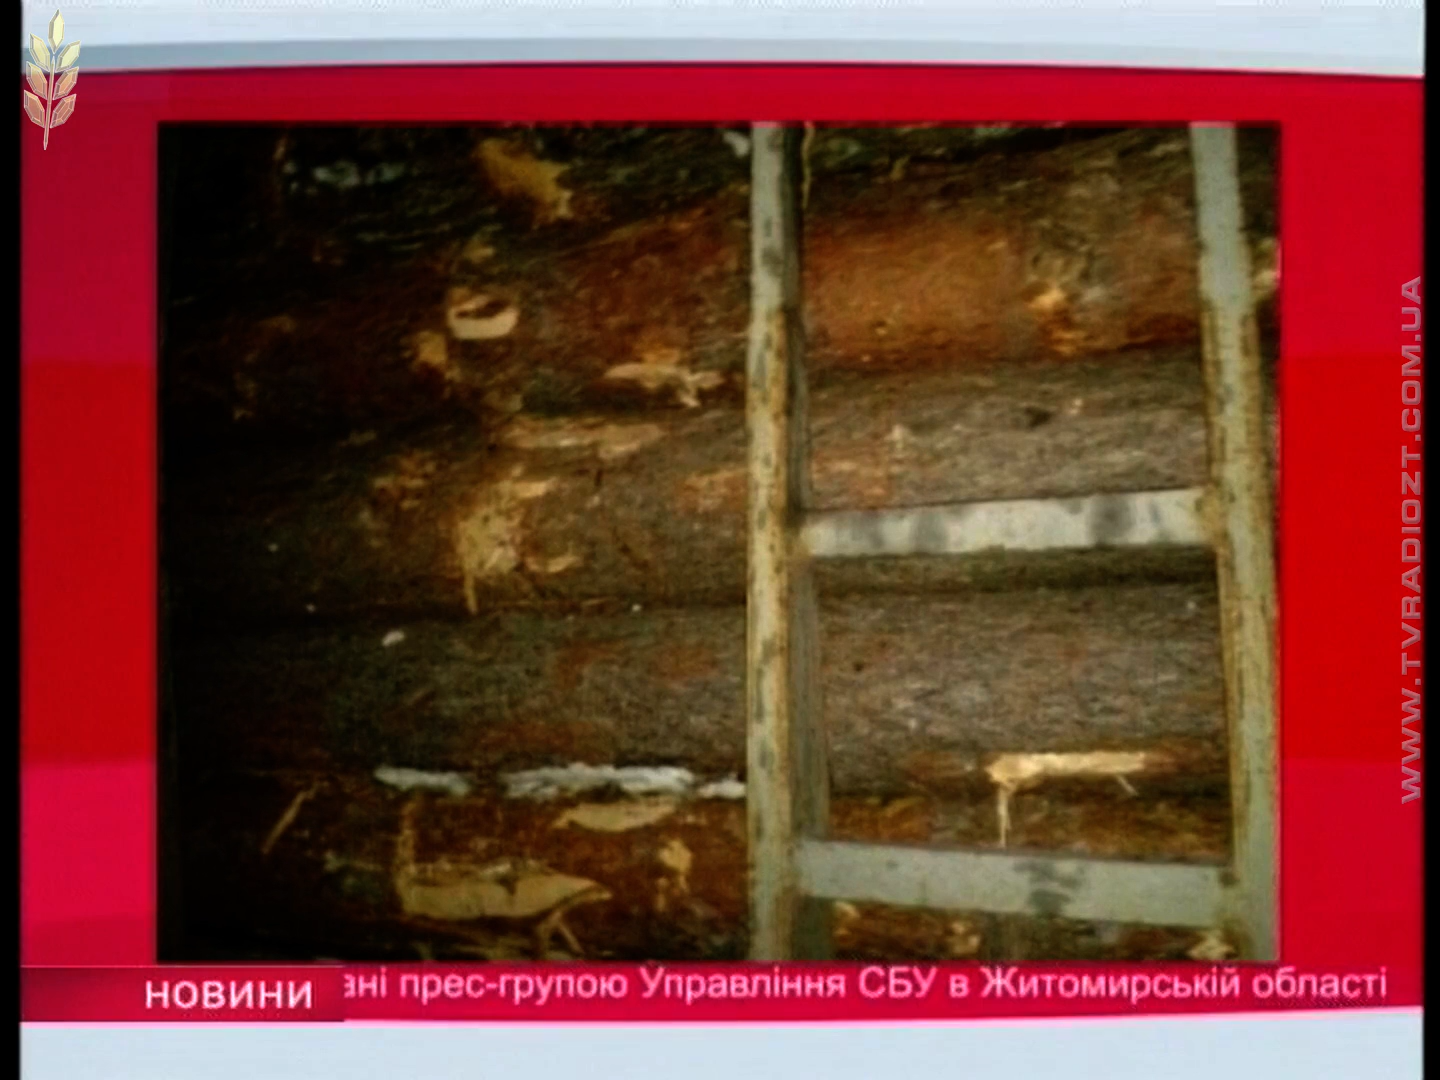 WWW.TVRADIOZT.COM.UA
НОВИНИ
ані прес-групою Управління СБУ в Житомирській області